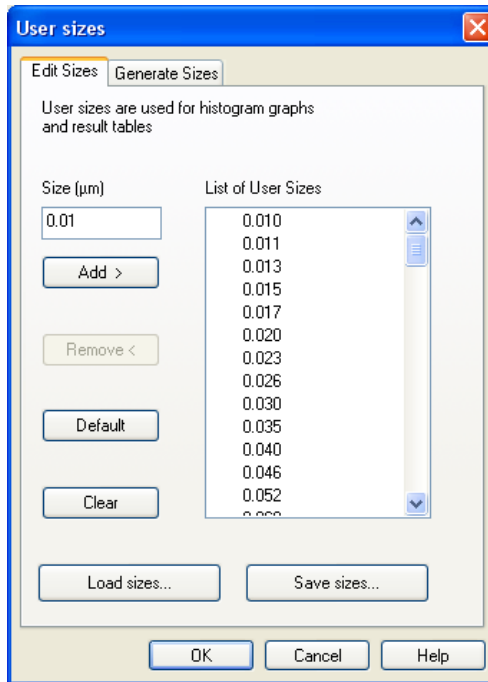 User sizes
Edit Sizes
Generate Sizes
User sizes are used for histogram graphs
and result tables
Size (µm)
0.01
Add >
Remove <
Default
Clear
List of User Sizes
0.010
0.011
0.013
0.015
0.017
0.020
0.023
0.026
0.030
0.035
0.040
0.046
0.052
Load sizes...
Save sizes...
OK
Cancel
Help